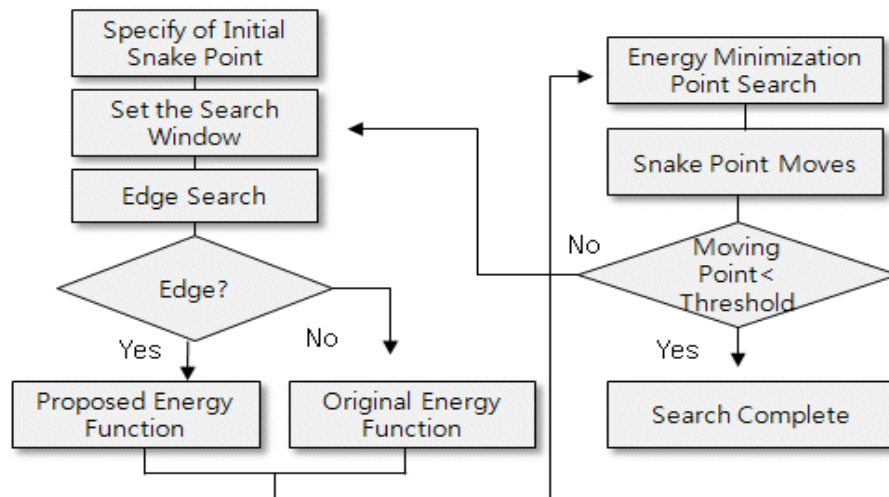 Specify of Initial
Snake Point
Set the Search
Window
Edge Search
Edge?
Yes
No
Proposed Energy
Function
Original Energy
Function
Energy Minimization
Point Search
Snake Point Moves
No
Moving
Point<
Threshold
Yes
Search Complete